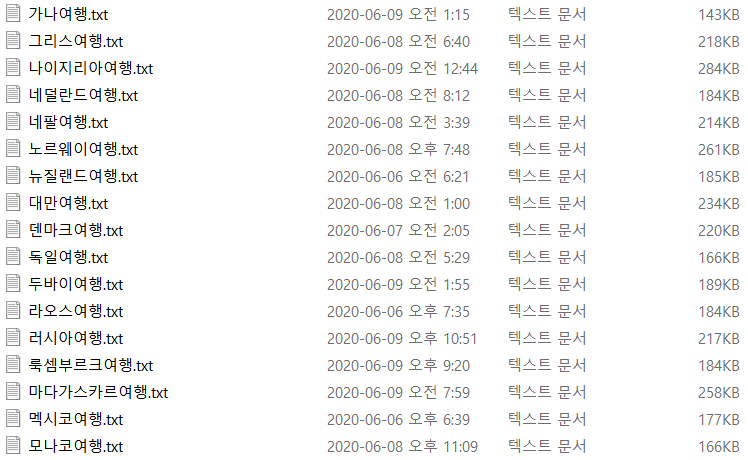 가나여행.txt 2020-06-09 오전 1:15 텍스트 문서 143KB
그리스여행.txt 2020-06-08 오전 6:40 텍스트 문서 218KB
나이지리아여행.txt 2020-06-09 오전 12:44 텍스트 문서 284KB
네덜란드여행.txt 2020-06-08 오전 8:12 텍스트 문서 184KB
네팔여행.txt 2020-06-08 오전 3:39 텍스트 문서 214KB
노르웨이여행.txt 2020-06-08 오후 7:48 텍스트 문서 261KB
뉴질랜드여행.txt 2020-06-06 오전 6:21 텍스트 문서 185KB
대만여행.txt 2020-06-08 오전 1:00 텍스트 문서 234KB
덴마크여행.txt 2020-06-07 오전 2:05 텍스트 문서 220KB
독일여행.txt 2020-06-08 오전 5:29 텍스트 문서 166KB
두바이여행.txt 2020-06-09 오전 1:55 텍스트 문서 189KB
라오스여행.txt 2020-06-06 오후 7:35 텍스트 문서 184KB
러시아여행.txt 2020-06-09 오후 10:51 텍스트 문서 217KB
룩셈부르크여행.txt 2020-06-09 오후 9:20 텍스트 문서 184KB
마다가스카르여행.txt 2020-06-09 오전 7:59 텍스트 문서 258KB
멕시코여행.txt 2020-06-06 오후 6:39 텍스트 문서 177KB
모나코여행.txt 2020-06-08 오후 11:09 텍스트 문서 166KB